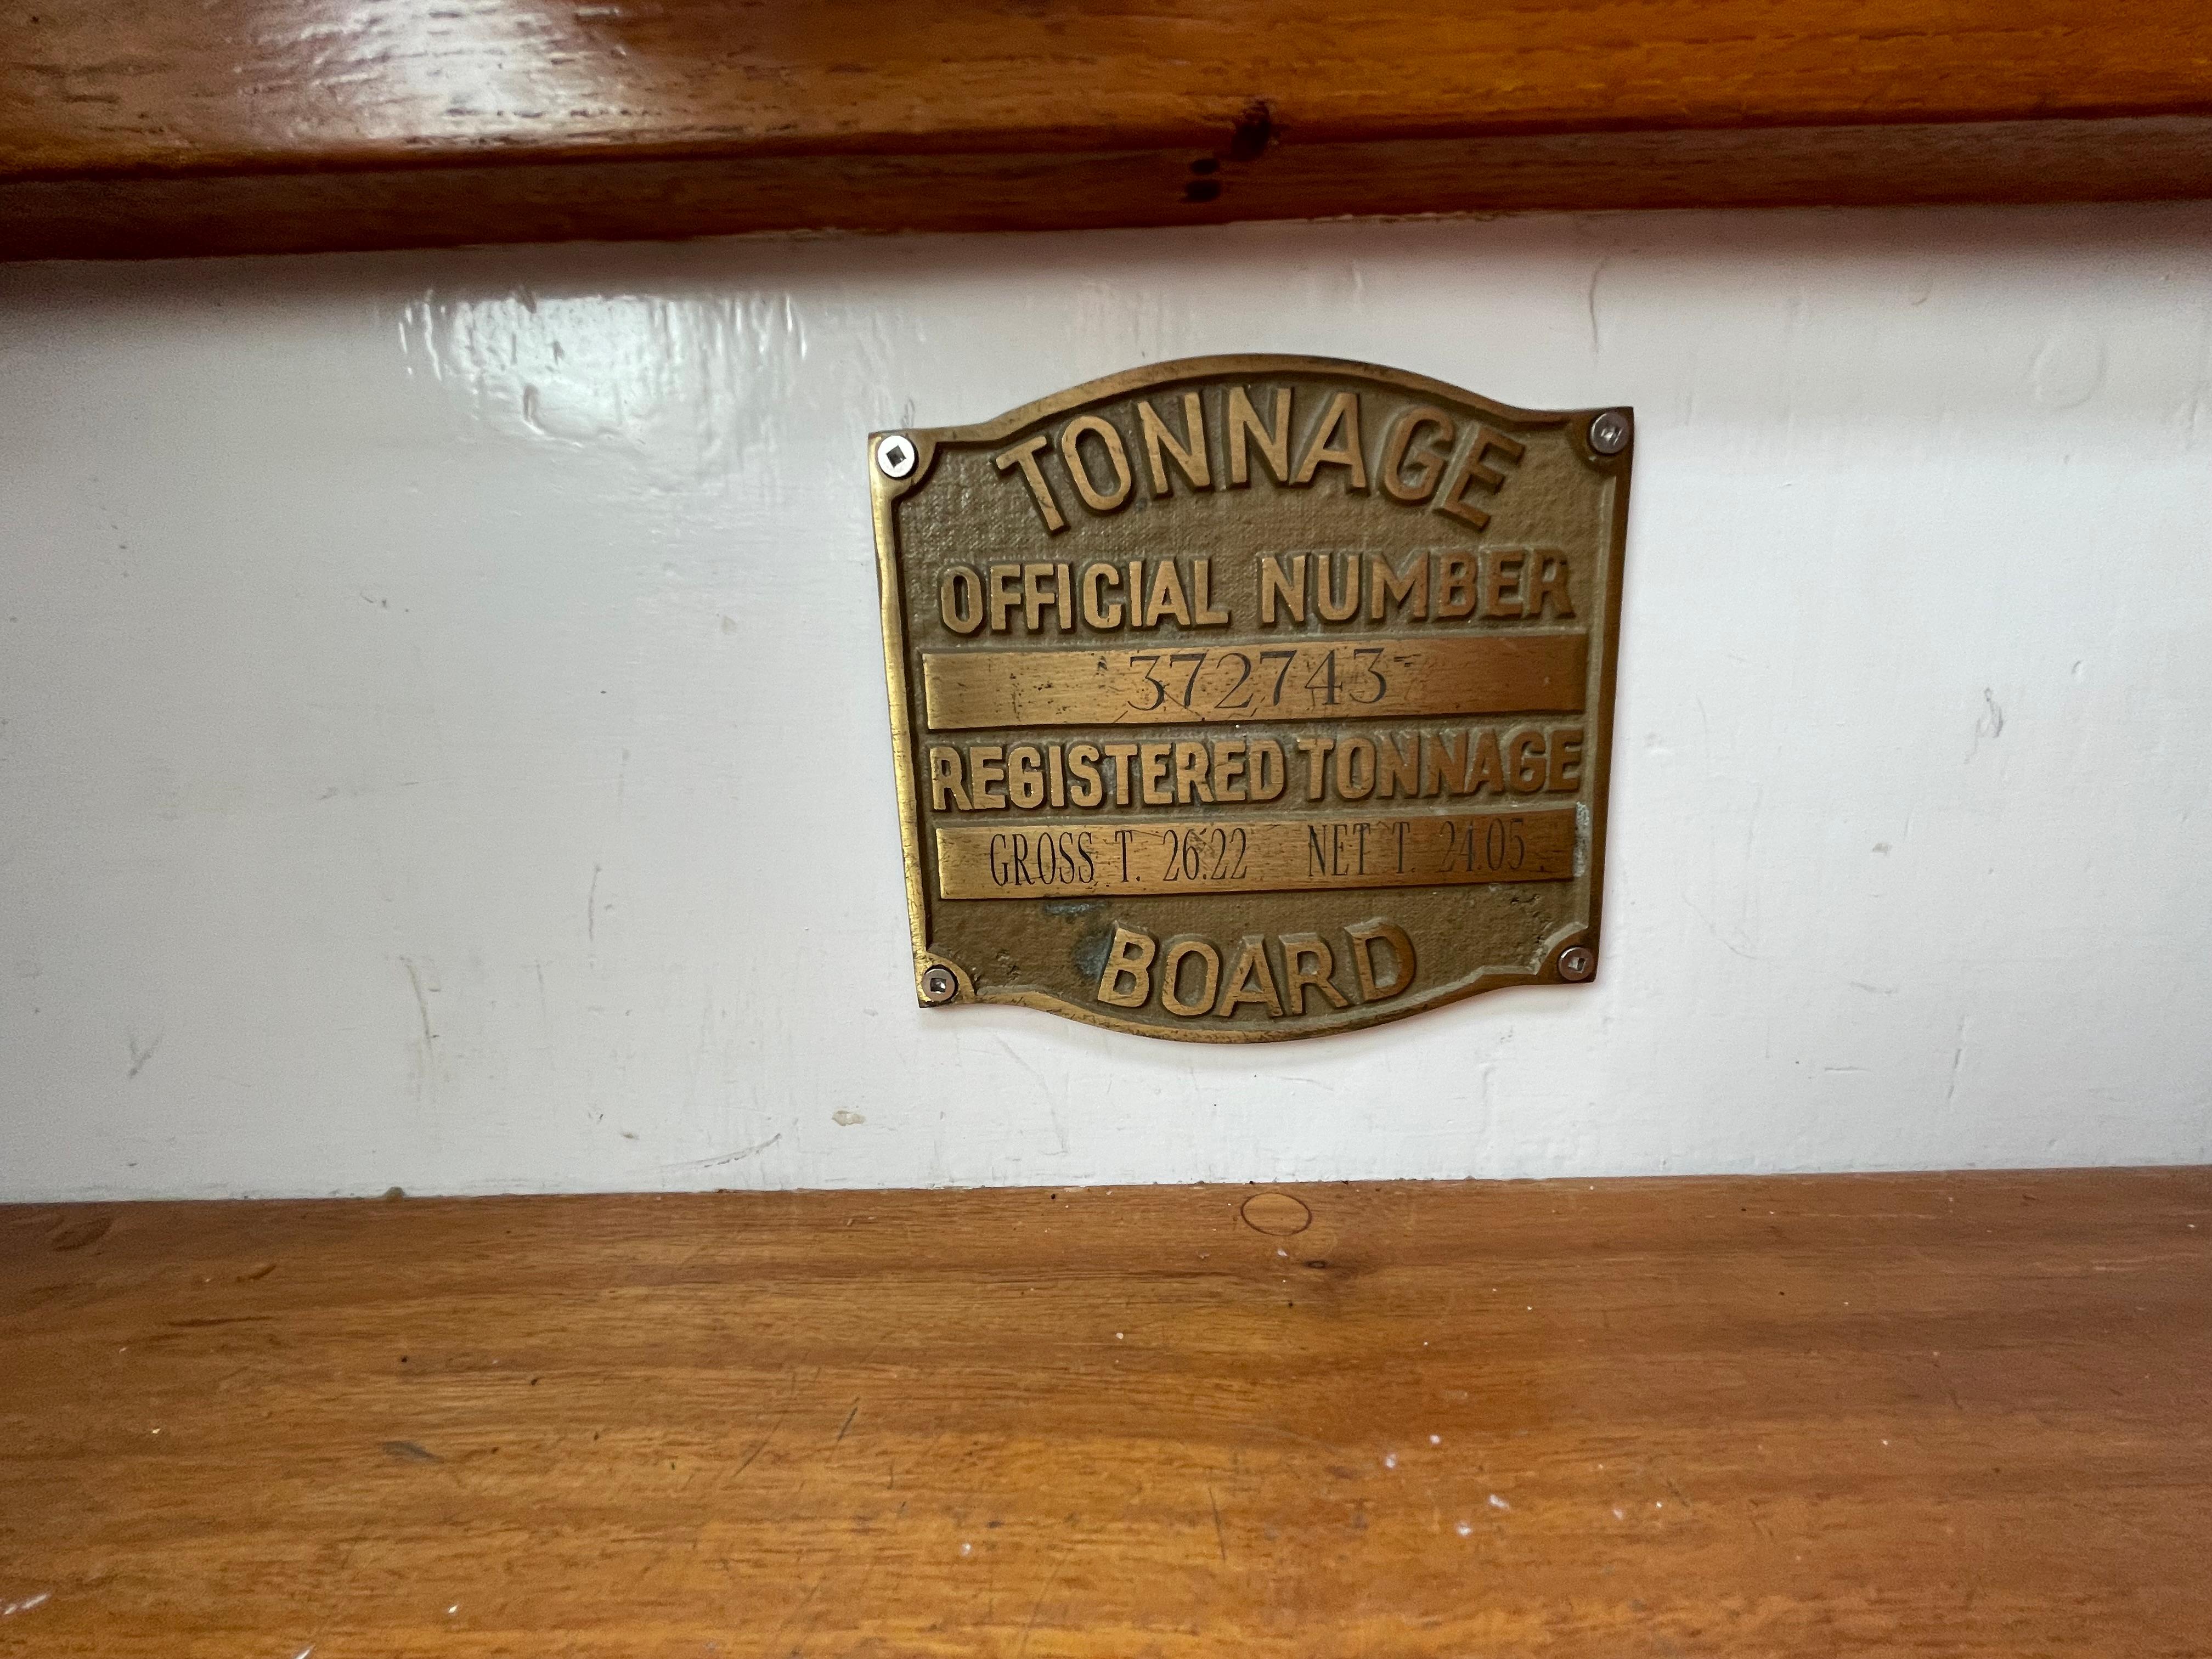 TONNAGE
OFFICIAL NUMBER
372743
REGISTERED TONNAGE
GROSS T. 26.22 NET T. 24.05
BOARD